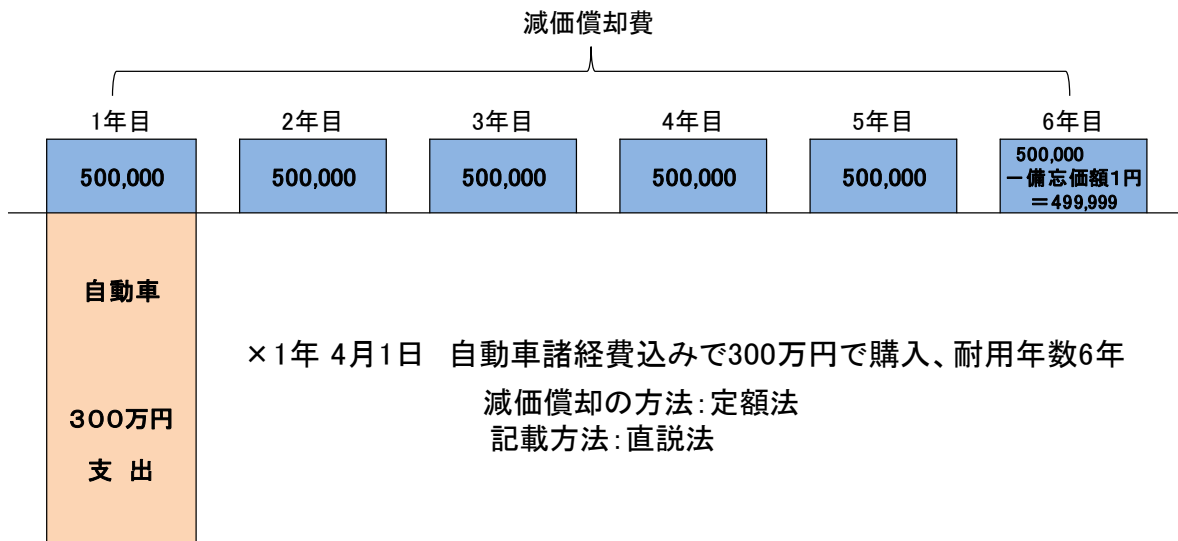 減価償却費
1年目
2年目
3年目
4年目
5年目
6年目
500,000
500,000
500,000
500,000
500,000
500,000
－備忘価額1円
＝499,999
自動車
300万円
支 出
×1年 4月1日　自動車諸経費込みで300万円で購入、耐用年数6年
減価償却の方法：定額法
記載方法：直説法